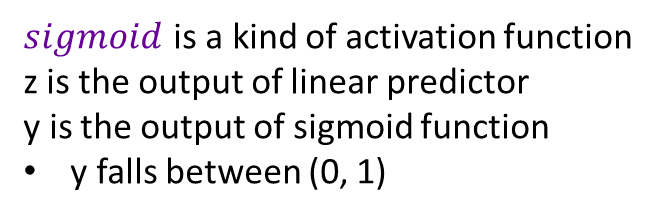 sigmoid is a kind of activation function
z is the output of linear predictor
y is the output of sigmoid function
• y falls between (0, 1)